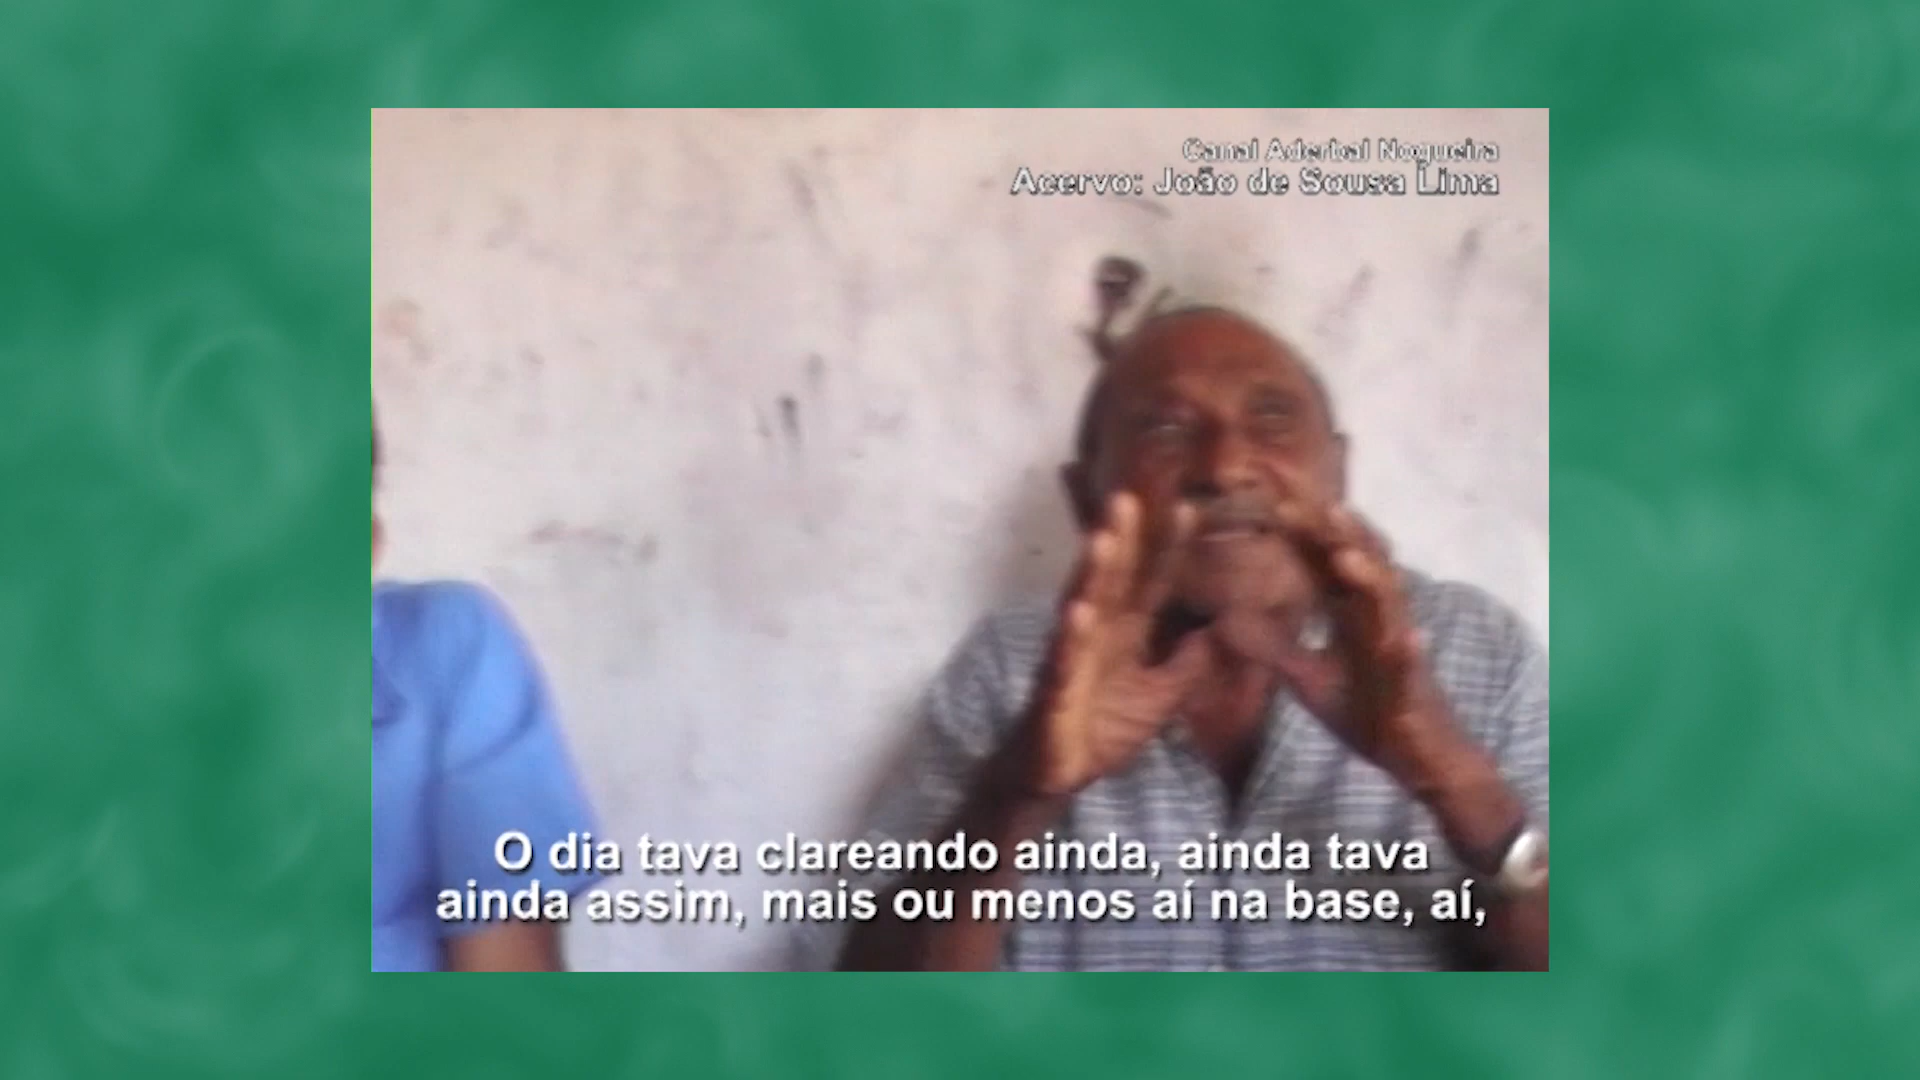 Canal Aderbal Nogueira
Acervo: João de Sousa Lima
O dia tava clareando ainda, ainda tava
ainda assim, mais ou menos aí na base, aí,